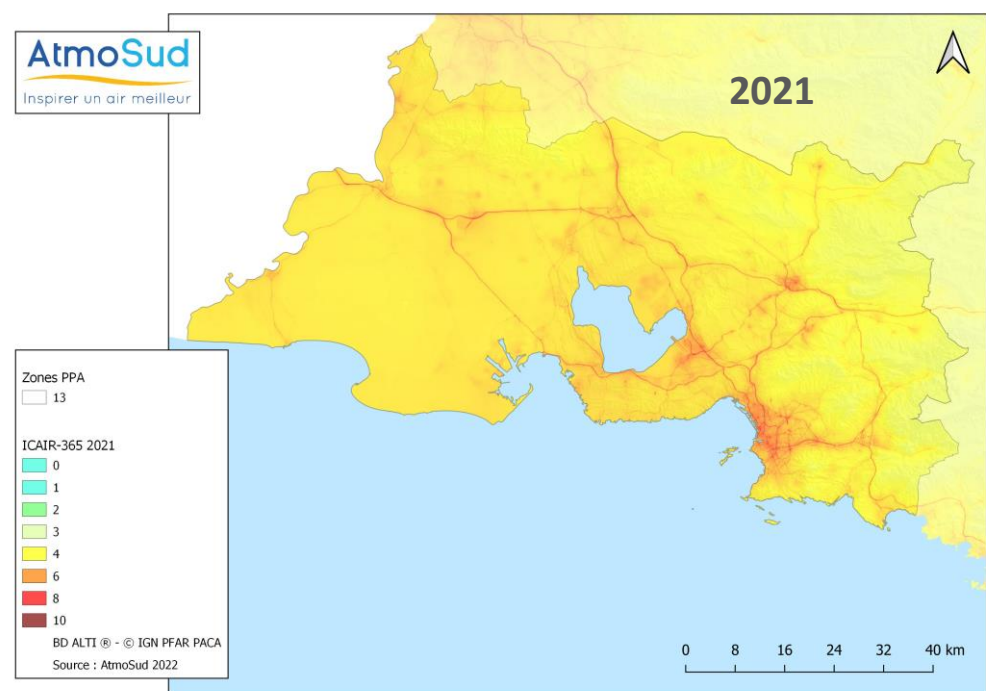 AtmoSud
Inspirer un air meilleur
2021
Zones PPA
13
ICAIR-365 2021
0
1
2
3
4
6
8
10
BD ALTI ® - © IGN PFAR PACA
Source : AtmoSud 2022
0 8 16 24 32 40 km